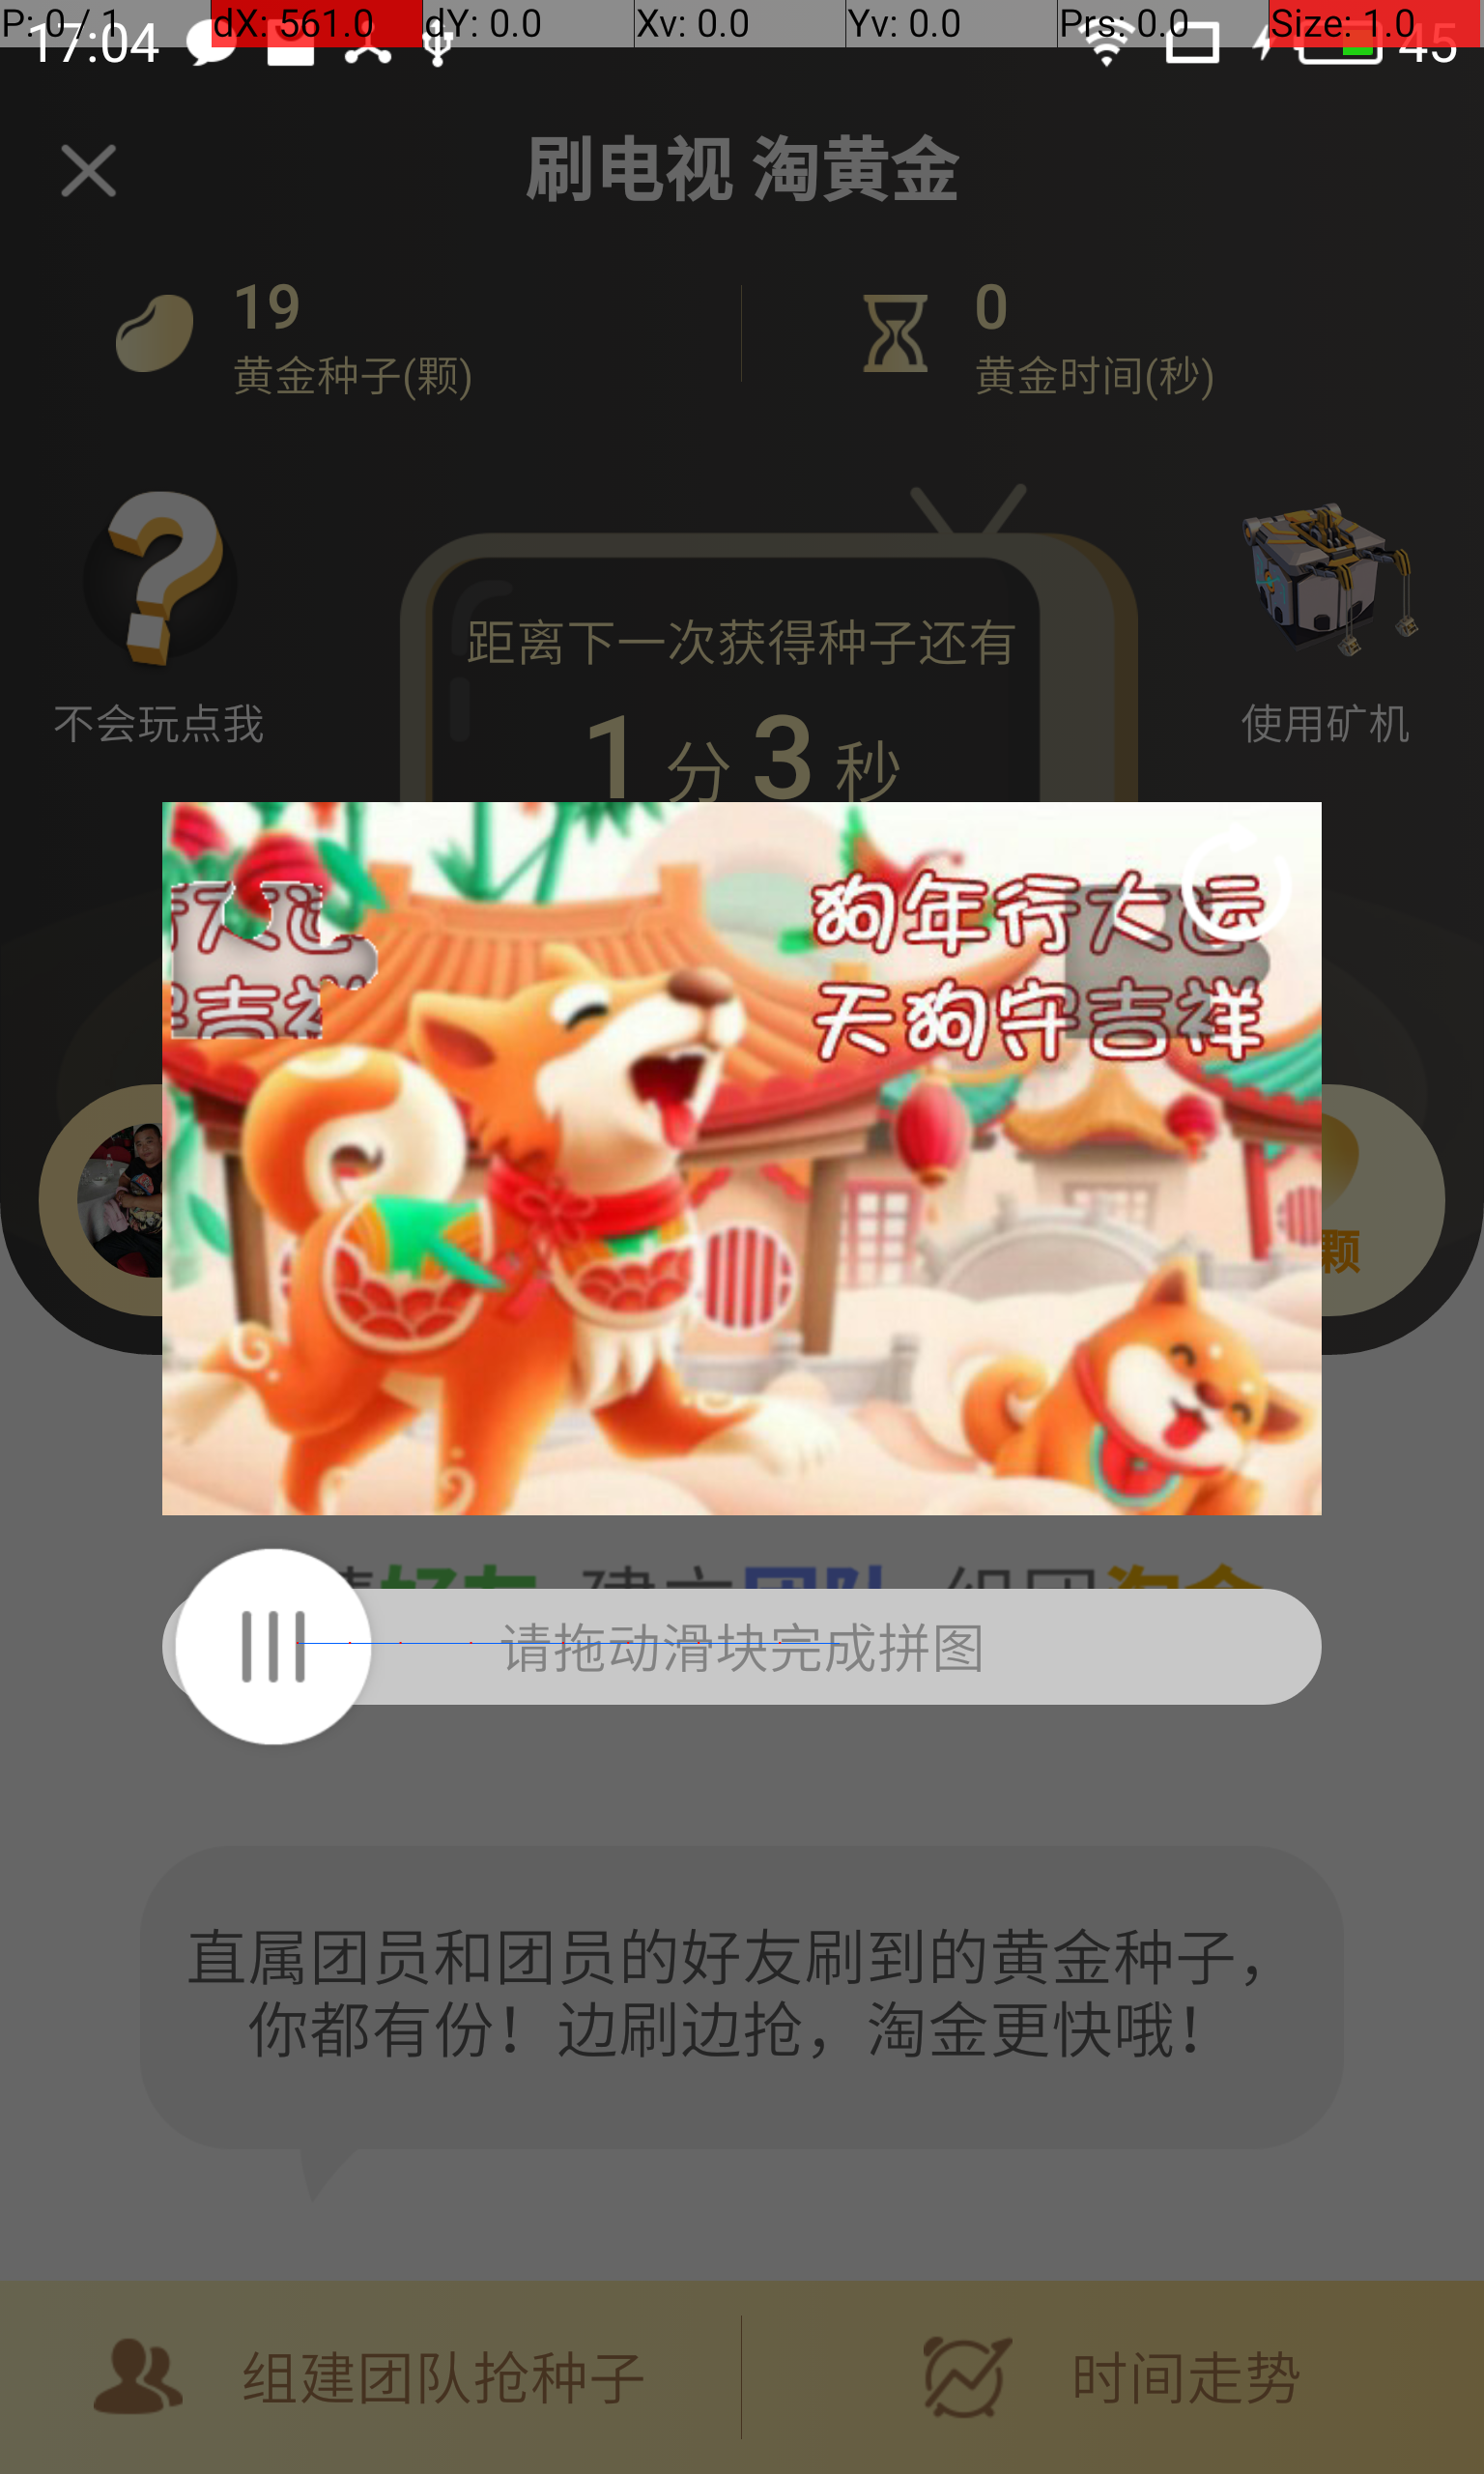 P: 0 / 1 dX: 561.0 dY: 0.0 Xv: 0.0 Yv: 0.0 Prs: 0.0 Size: 1.0
17:04 45
刷电视 淘黄金
19 0
黄金种子(颗) 黄金时间(秒)
距离下一次获得种子还有
不会玩点我 使用矿机
1 分 3 秒
狗年行大运
天狗守吉祥
颗
请拖动滑块完成拼图
直属团员和团员的好友刷到的黄金种子，
你都有份！边刷边抢，淘金更快哦！
组建团队抢种子 时间走势